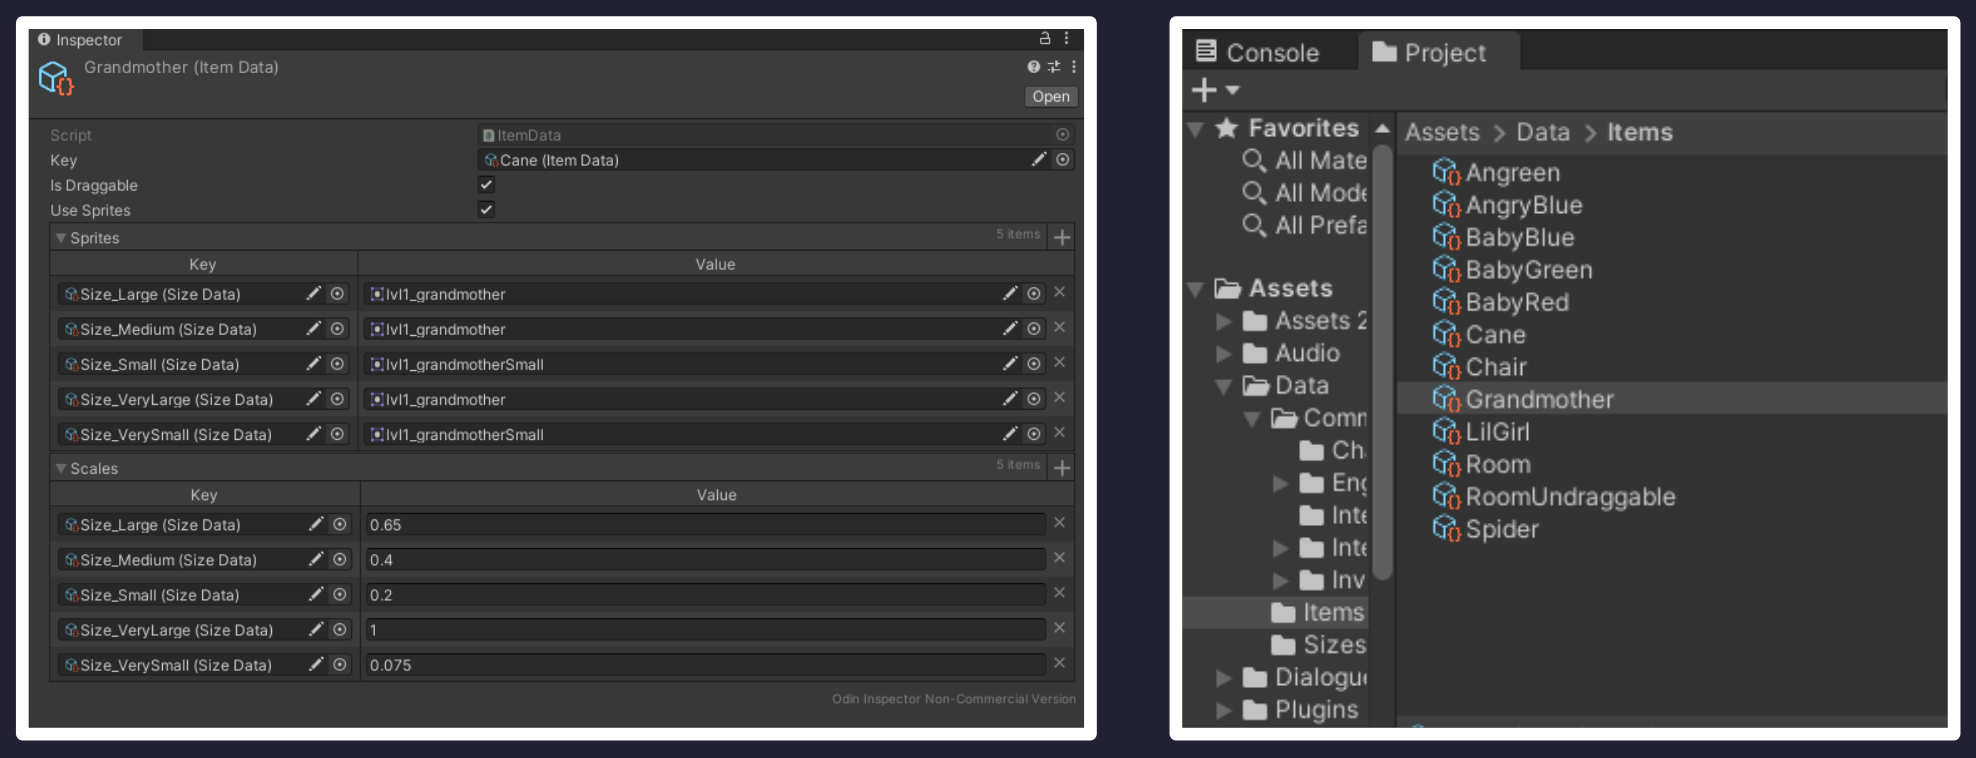 Inspector
Grandmother (Item Data)
Open
Script ItemData
Key Cane (Item Data)
Is Draggable
Use Sprites
Sprites 5 items
Key Value
Size_Large (Size Data) lvl1_grandmother
Size_Medium (Size Data) lvl1_grandmother
Size_Small (Size Data) lvl1_grandmotherSmall
Size_VeryLarge (Size Data) lvl1_grandmother
Size_VerySmall (Size Data) lvl1_grandmotherSmall
Scales 5 items
Key Value
Size_Large (Size Data) 0.65
Size_Medium (Size Data) 0.4
Size_Small (Size Data) 0.2
Size_VeryLarge (Size Data) 1
Size_VerySmall (Size Data) 0.075
Odin Inspector Non-Commercial Version
Console Project
Favorites
All Mate
All Mode
All Prefa
Assets
Assets 2
Audio
Data
Comm
Ch
Eng
Inte
Inte
Inv
Items
Sizes
Dialogue
Plugins
Assets > Data > Items
Angreen
AngryBlue
BabyBlue
BabyGreen
BabyRed
Cane
Chair
Grandmother
LilGirl
Room
RoomUndraggable
Spider